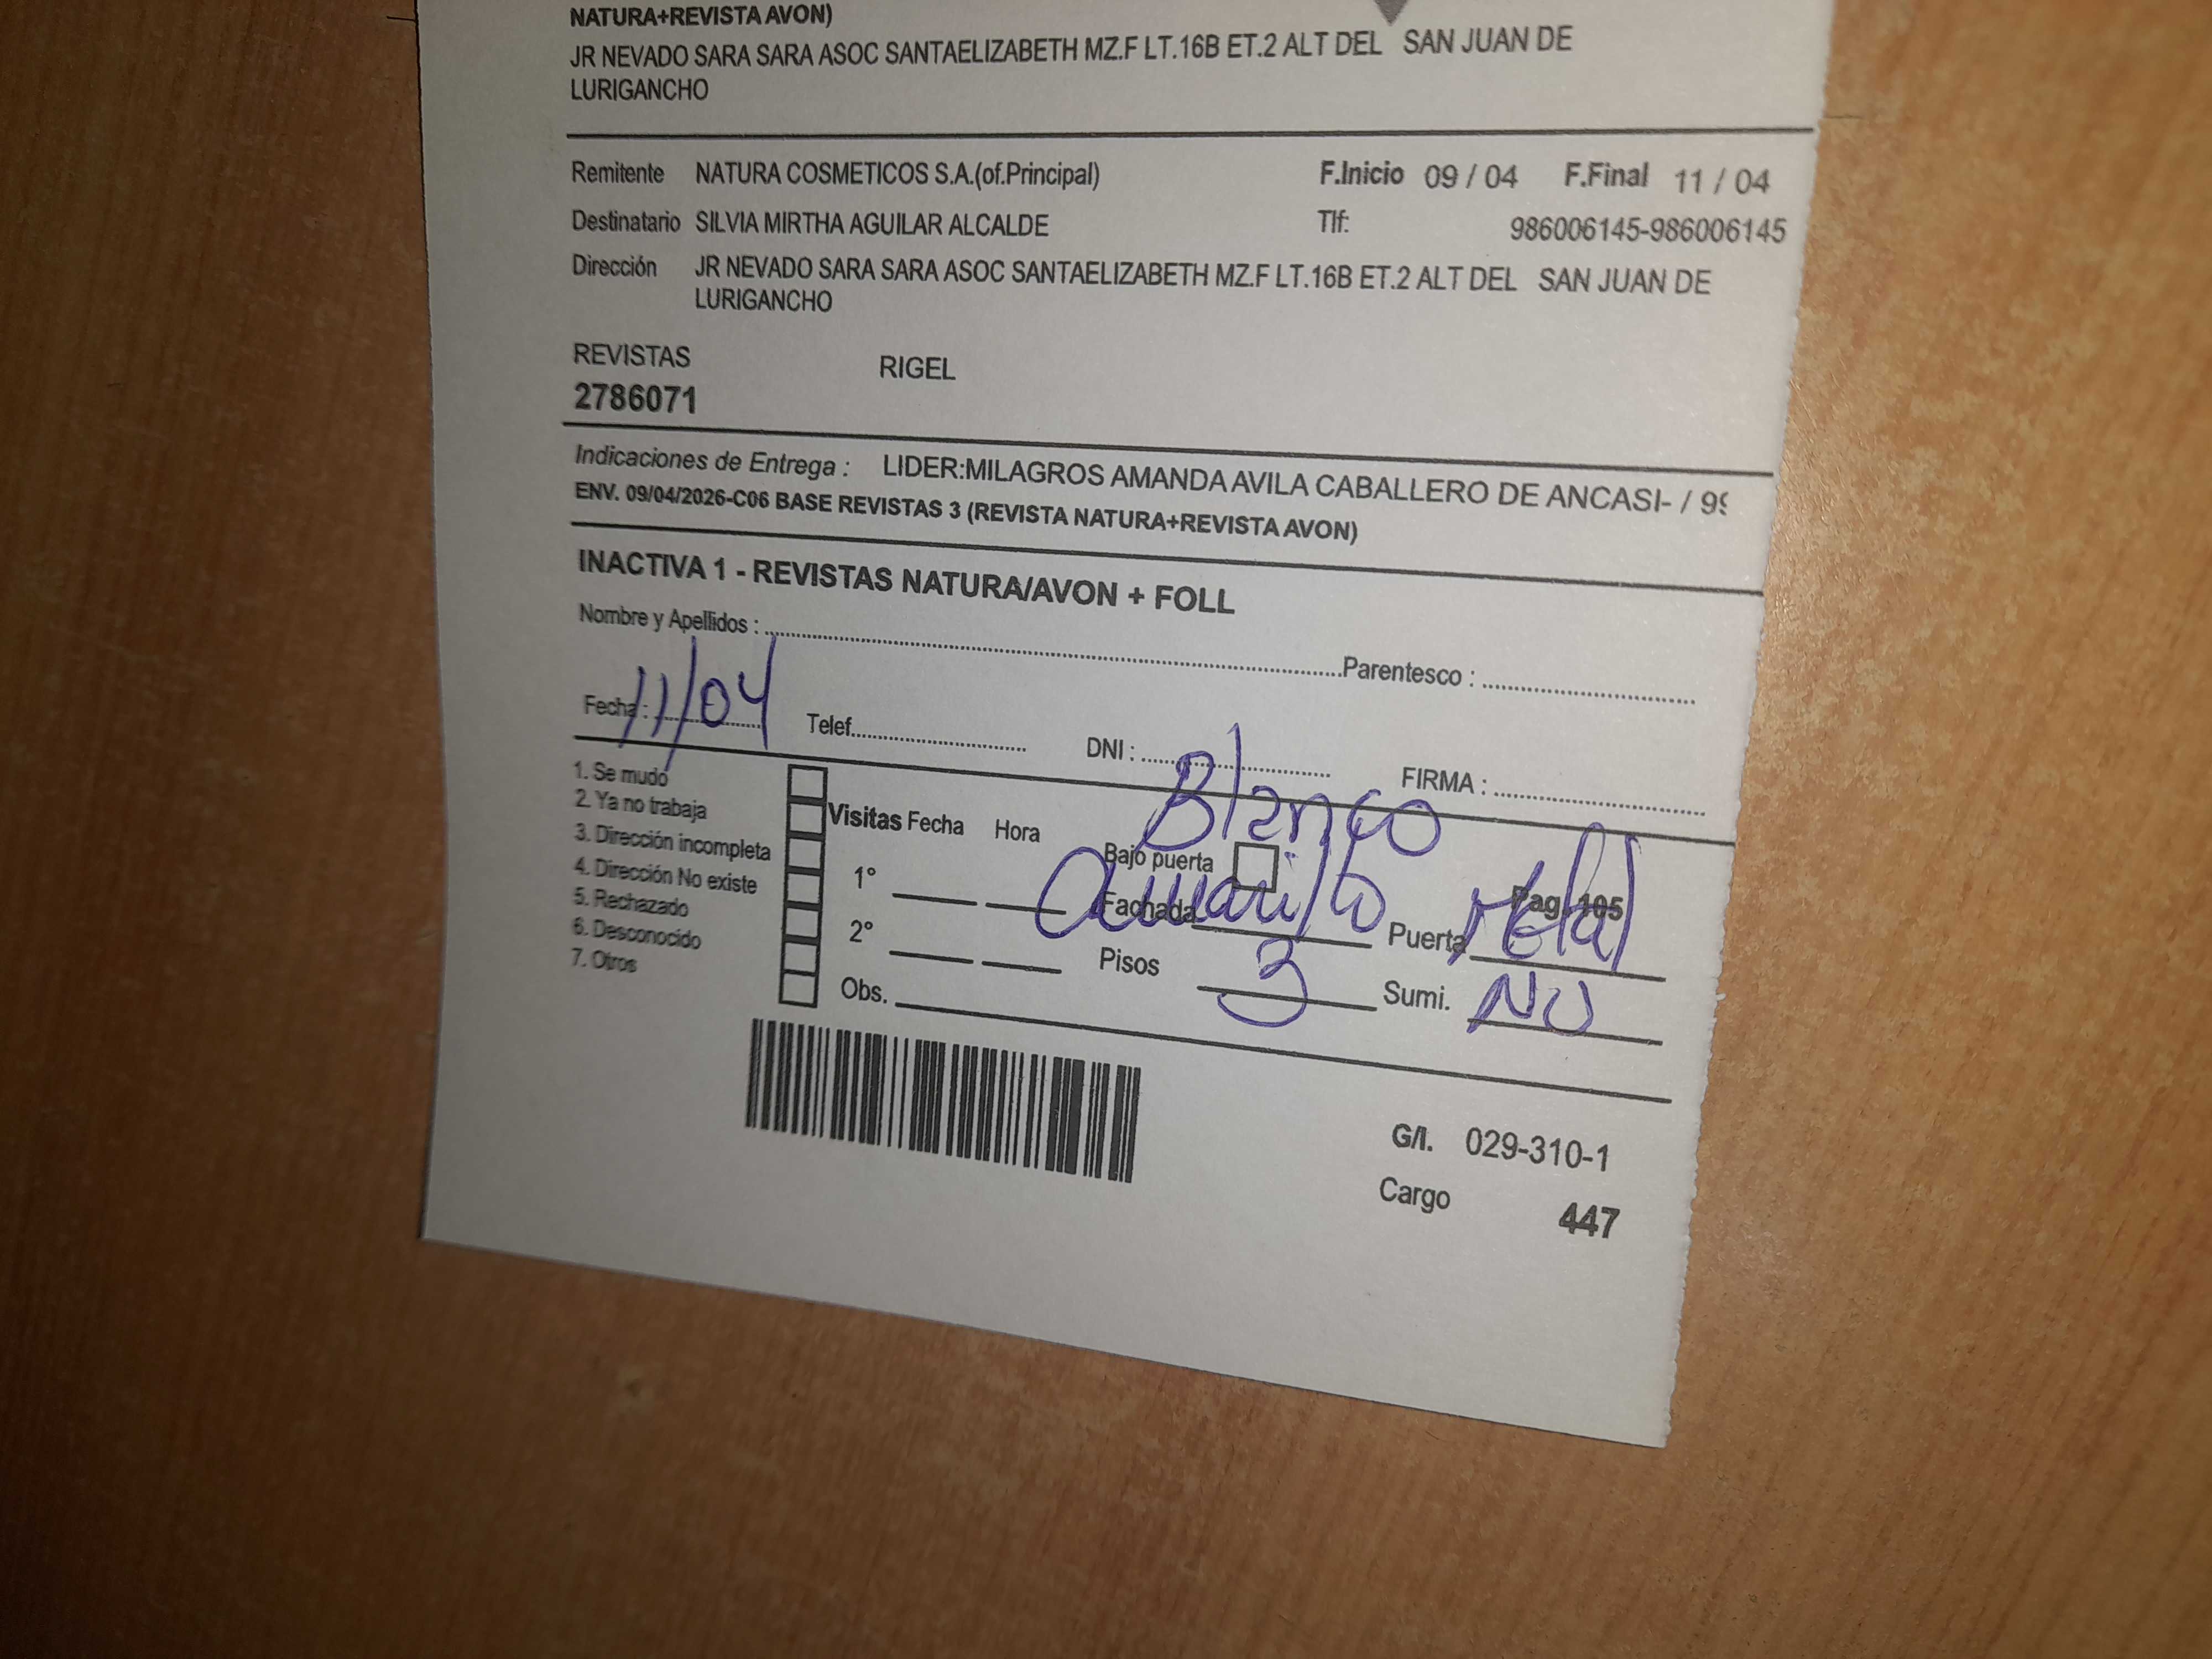 NATURA+REVISTA AVON)
JR NEVADO SARA SARA ASOC SANTAELIZABETH MZ.F LT.16B ET.2 ALT DEL SAN JUAN DE
LURIGANCHO
Remitente NATURA COSMETICOS S.A.(of.Principal) F.Inicio 09 / 04 F.Final 11 / 04
Destinatario SILVIA MIRTHA AGUILAR ALCALDE Tlf: 986006145-986006145
Dirección JR NEVADO SARA SARA ASOC SANTAELIZABETH MZ.F LT.16B ET.2 ALT DEL SAN JUAN DE
LURIGANCHO
REVISTAS RIGEL
2786071
Indicaciones de Entrega : LIDER:MILAGROS AMANDA AVILA CABALLERO DE ANCASI- / 99
ENV. 09/04/2026-C06 BASE REVISTAS 3 (REVISTA NATURA+REVISTA AVON)
INACTIVA 1 - REVISTAS NATURA/AVON + FOLL
Nombre y Apellidos : Parentesco :
Fecha : 11/04 Telef. DNI : FIRMA :
Blanco
1. Se mudo
2. Ya no trabaja
3. Dirección incompleta
4. Dirección No existe
5. Rechazado
6. Desconocido
7. Otros
Visitas Fecha Hora
1°
2°
Obs.
Bajo puerta
Pag. 105
Fachada Amarillo Puerta Metal
Pisos 3 Sumi. NO
G/I. 029-310-1
Cargo 447